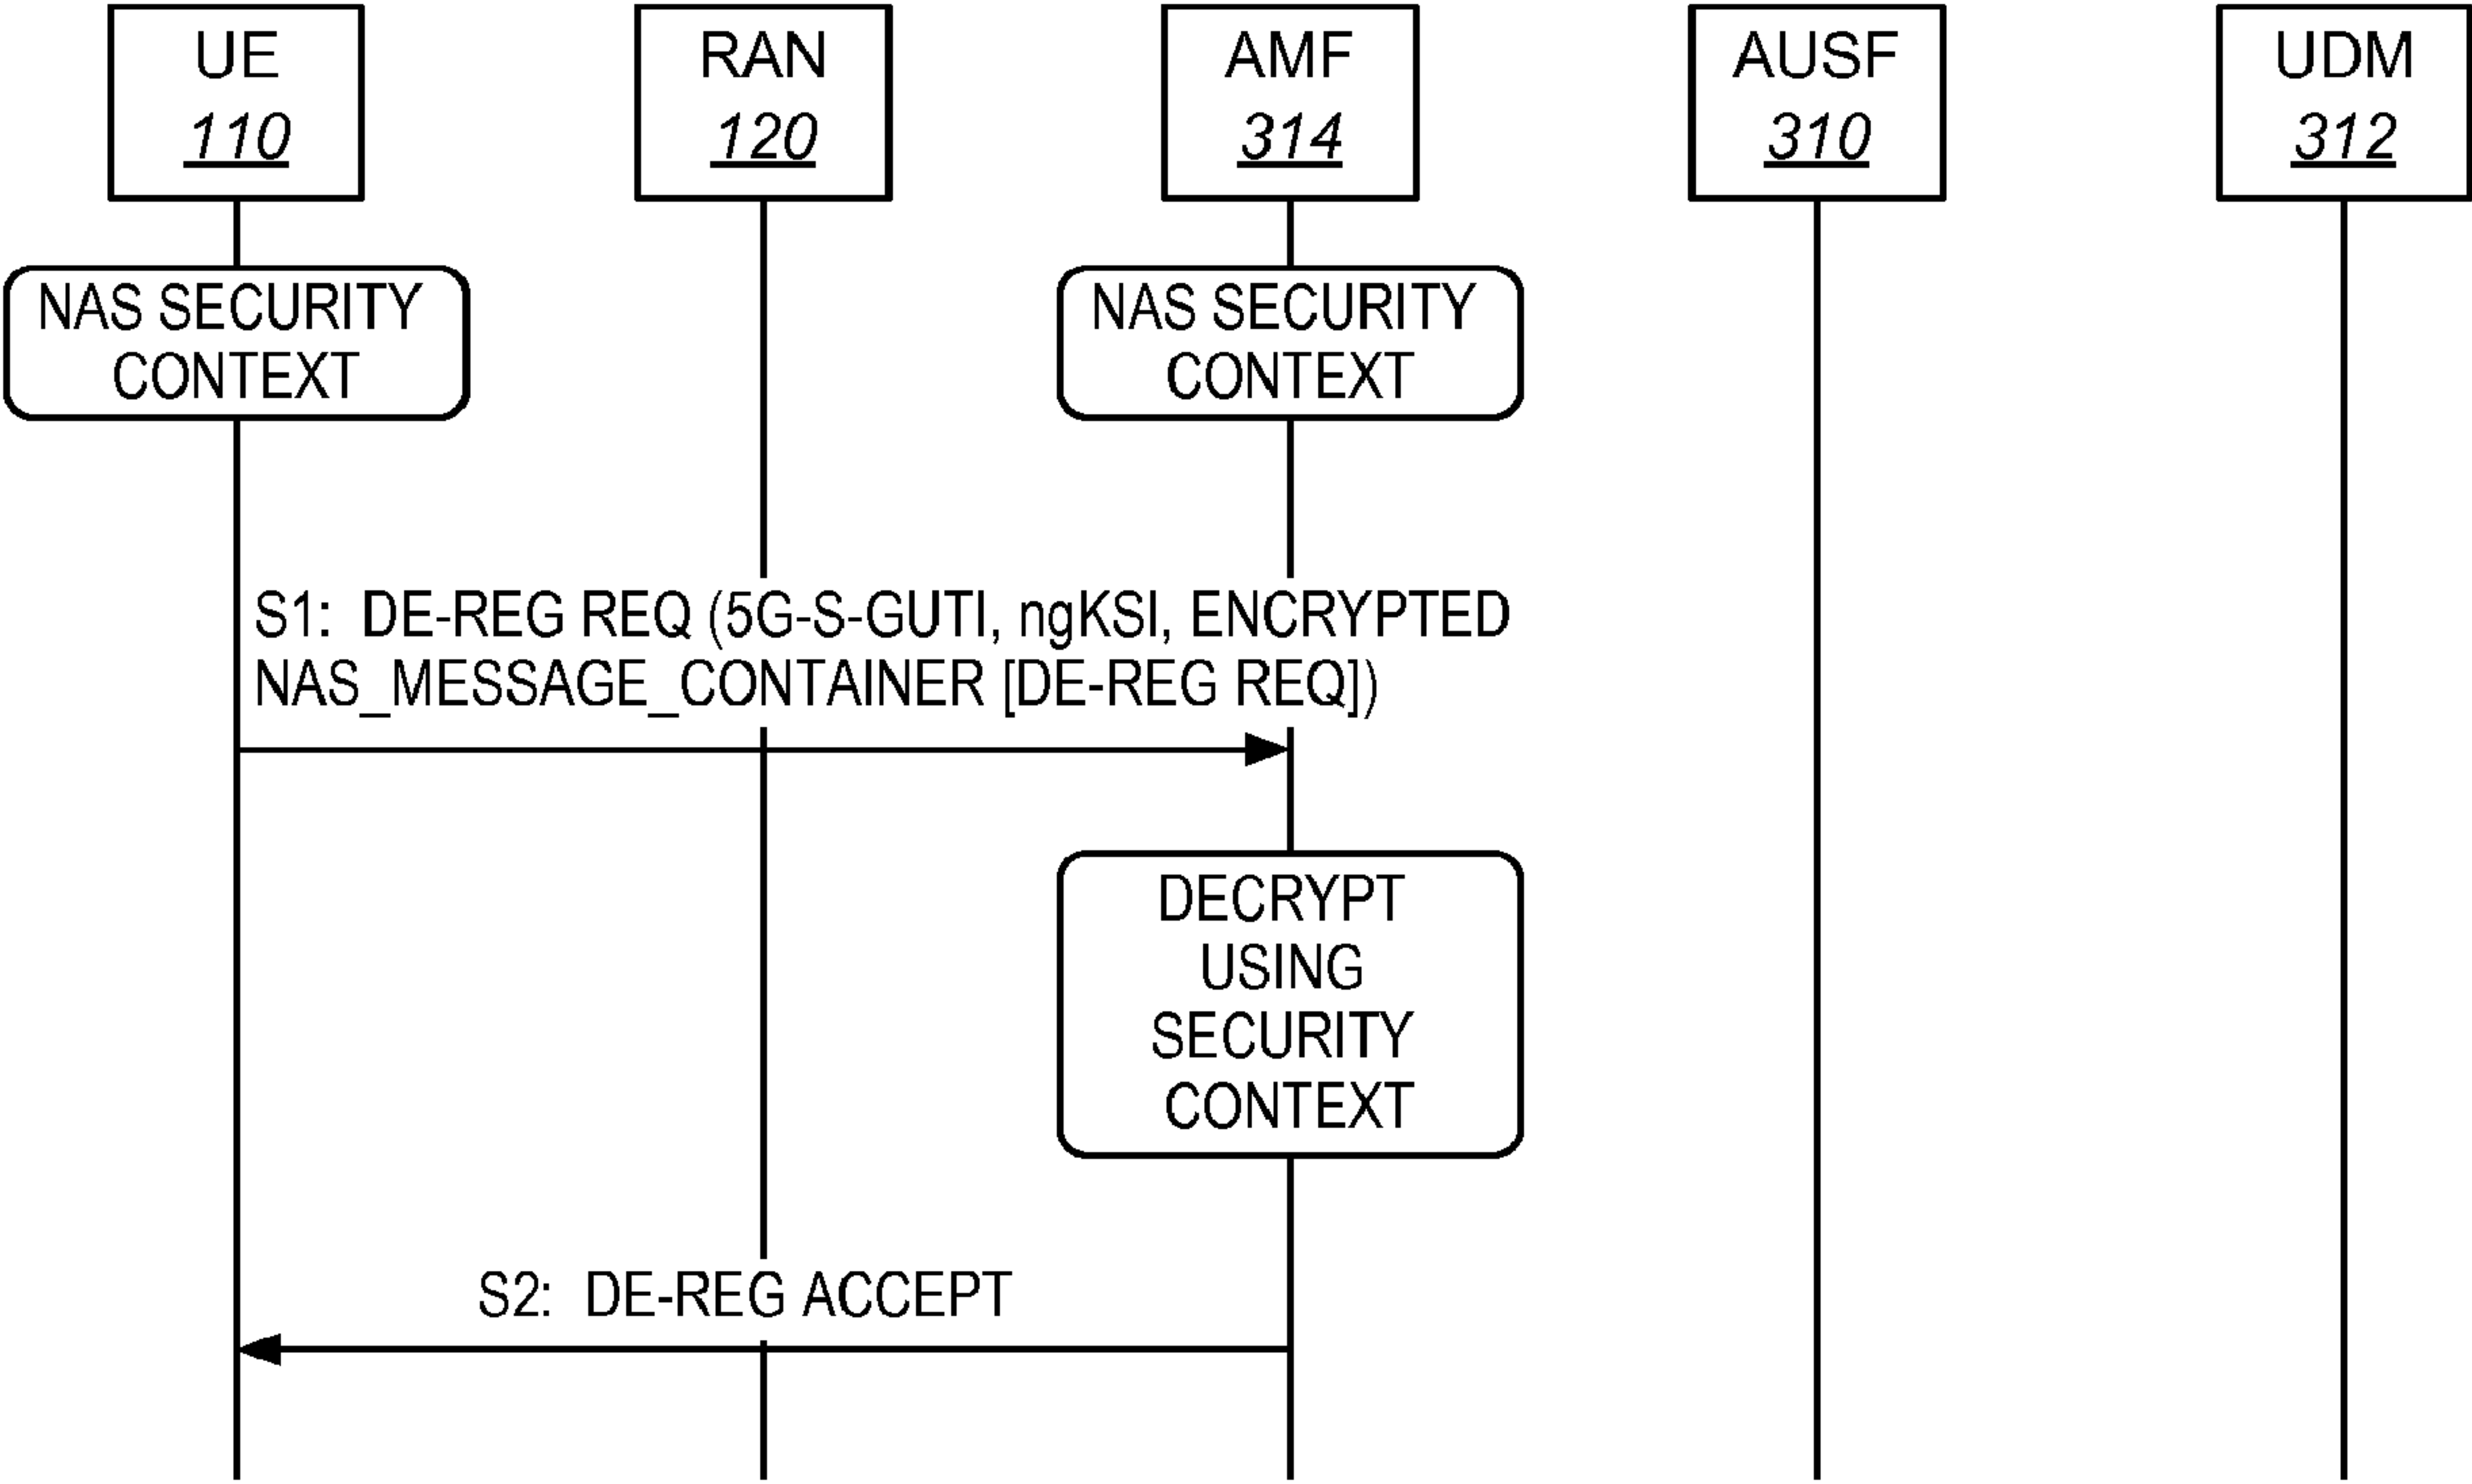 UE
110
RAN
120
AMF
314
AUSF
310
UDM
312
NAS SECURITY
CONTEXT
NAS SECURITY
CONTEXT
S1: DE-REG REQ (5G-S-GUTI, ngKSI, ENCRYPTED
NAS_MESSAGE_CONTAINER [DE-REG REQ])
DECRYPT
USING
SECURITY
CONTEXT
S2: DE-REG ACCEPT